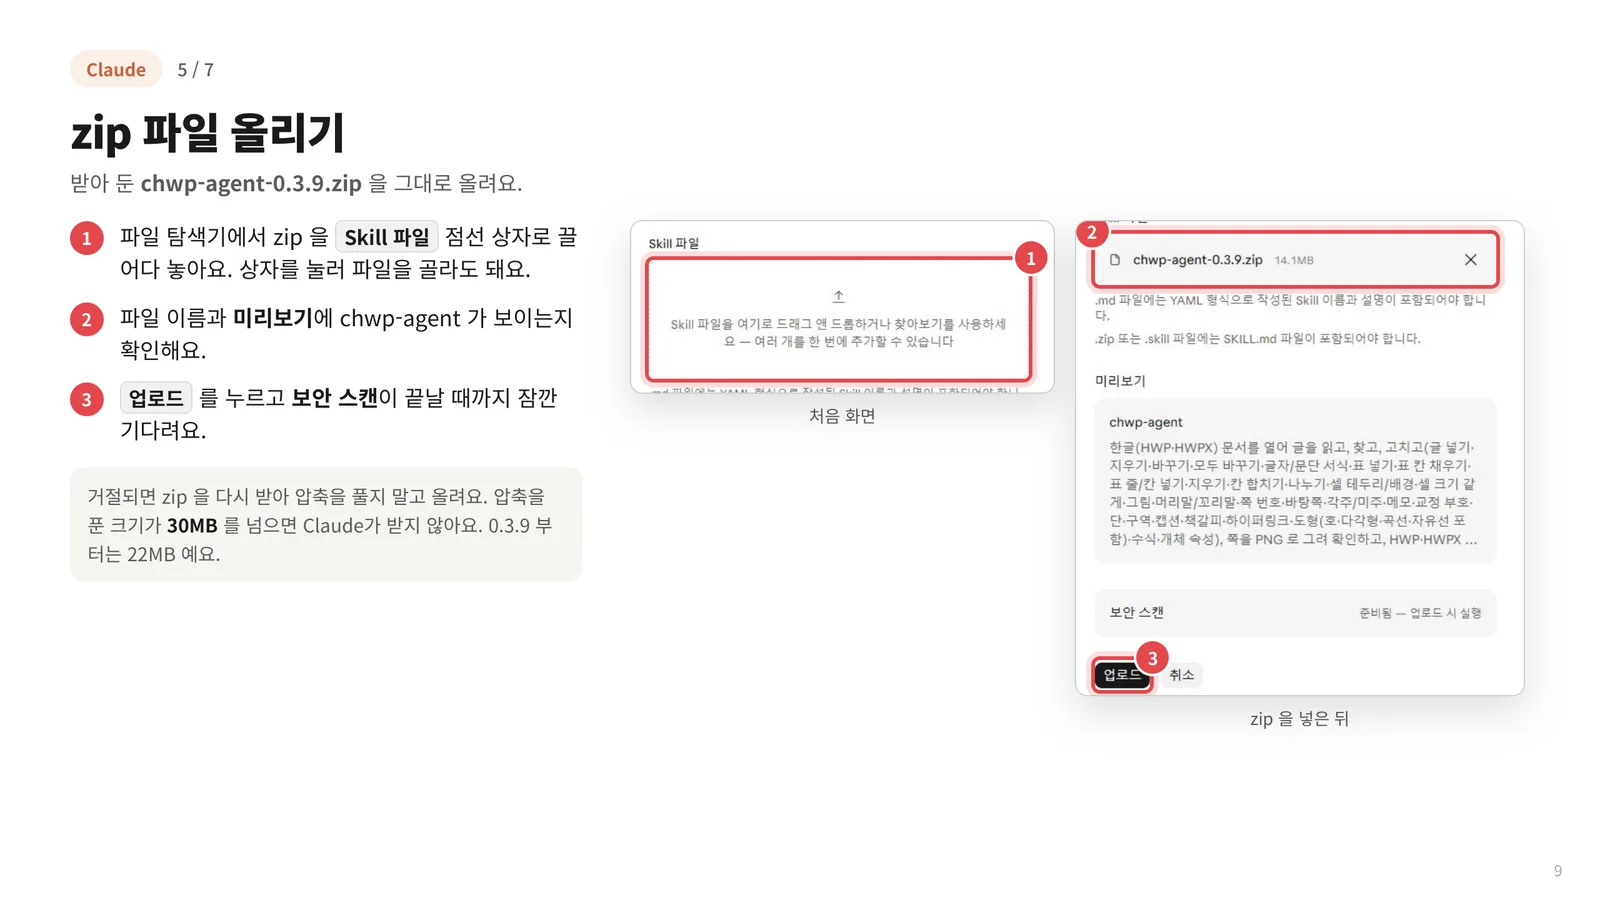 Claude 5 / 7
zip 파일 올리기
받아 둔 chwp-agent-0.3.9.zip 을 그대로 올려요.
1 파일 탐색기에서 zip 을 Skill 파일 점선 상자로 끌
어다 놓아요. 상자를 눌러 파일을 골라도 돼요.
2 파일 이름과 미리보기에 chwp-agent 가 보이는지
확인해요.
3 업로드 를 누르고 보안 스캔이 끝날 때까지 잠깐
기다려요.
거절되면 zip 을 다시 받아 압축을 풀지 말고 올려요. 압축을
푼 크기가 30MB 를 넘으면 Claude가 받지 않아요. 0.3.9 부
터는 22MB 예요.
Skill 파일
1
Skill 파일을 여기로 드래그 앤 드롭하거나 찾아보기를 사용하세
요 — 여러 개를 한 번에 추가할 수 있습니다
처음 화면
2
chwp-agent-0.3.9.zip 14.1MB
.md 파일에는 YAML 형식으로 작성된 Skill 이름과 설명이 포함되어야 합니
다.
.zip 또는 .skill 파일에는 SKILL.md 파일이 포함되어야 합니다.
미리보기
chwp-agent
한글(HWP·HWPX) 문서를 열어 글을 읽고, 찾고, 고치고(글 넣기·
지우기·바꾸기·모두 바꾸기·글자/문단 서식·표 넣기·표 칸 채우기·
표 줄/칸 넣기·지우기·칸 합치기·나누기·셀 테두리/배경·셀 크기 같
게·그림·머리말/꼬리말·쪽 번호·바탕쪽·각주/미주·메모·교정 부호·
단·구역·캡션·책갈피·하이퍼링크·도형(호·다각형·곡선·자유선 포
함)·수식·개체 속성), 쪽을 PNG 로 그려 확인하고, HWP·HWPX ...
보안 스캔 준비됨 — 업로드 시 실행
3
업로드 취소
zip 을 넣은 뒤
9